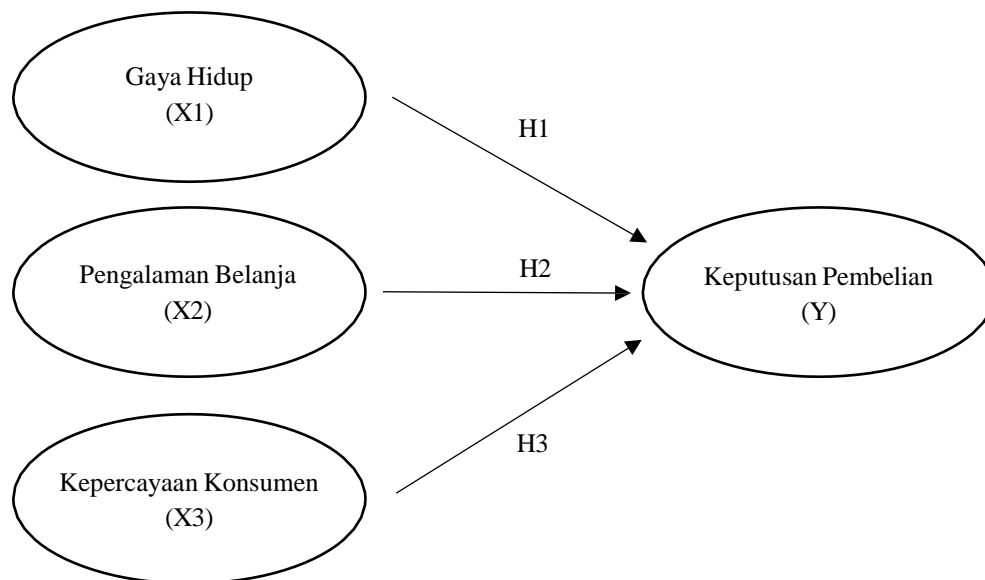 Gaya Hidup
(X1)
H1
Pengalaman Belanja
(X2)
H2
Keputusan Pembelian
(Y)
H3
Kepercayaan Konsumen
(X3)